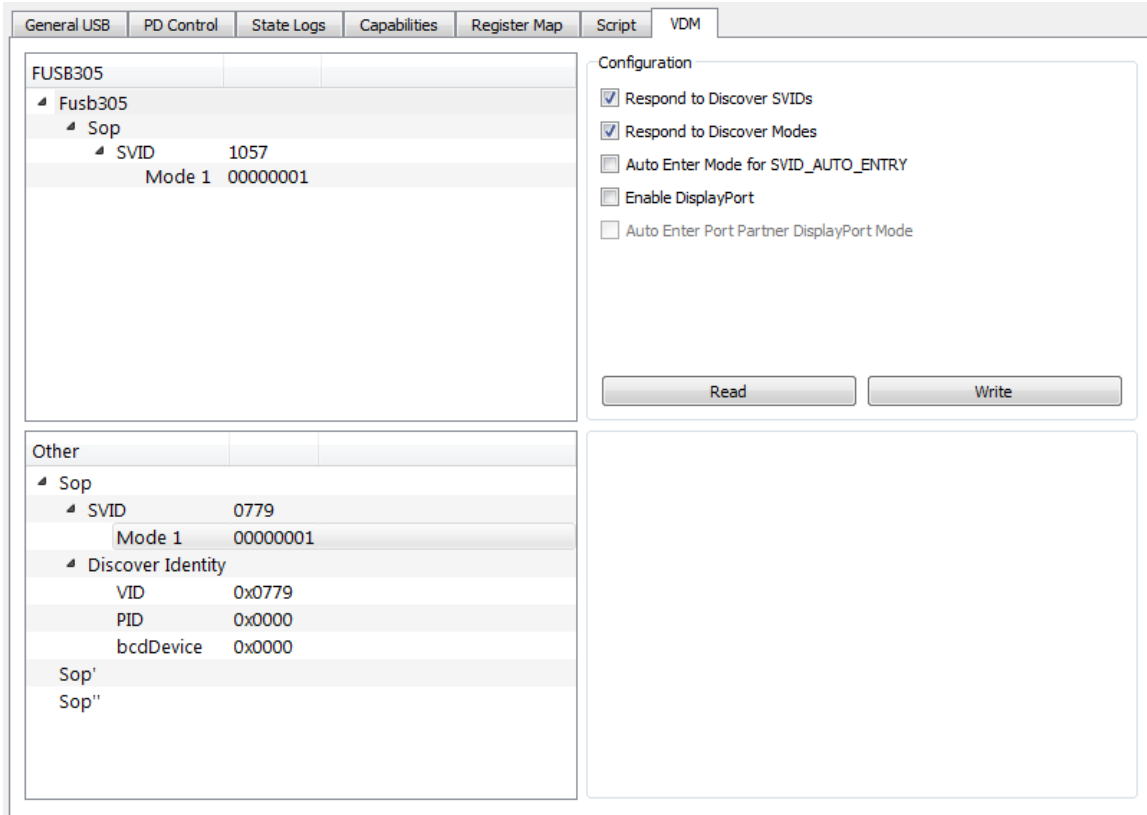 General USB PD Control State Logs Capabilities Register Map Script VDM
FUSB305
Fusb305
Sop
SVID 1057
Mode 1 00000001
Configuration
Respond to Discover SVIDs
Respond to Discover Modes
Auto Enter Mode for SVID_AUTO_ENTRY
Enable DisplayPort
Auto Enter Port Partner DisplayPort Mode
Read Write
Other
Sop
SVID 0779
Mode 1 00000001
Discover Identity
VID 0x0779
PID 0x0000
bcdDevice 0x0000
Sop'
Sop"